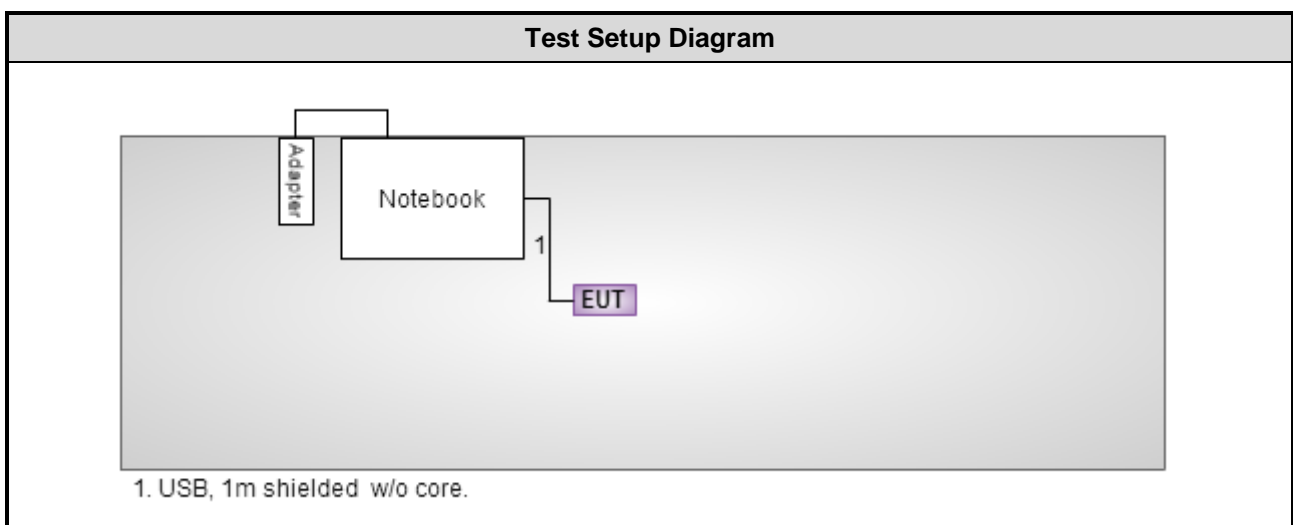 Test Setup Diagram
Adapter
Notebook
1
EUT
1. USB, 1m shielded w/o core.